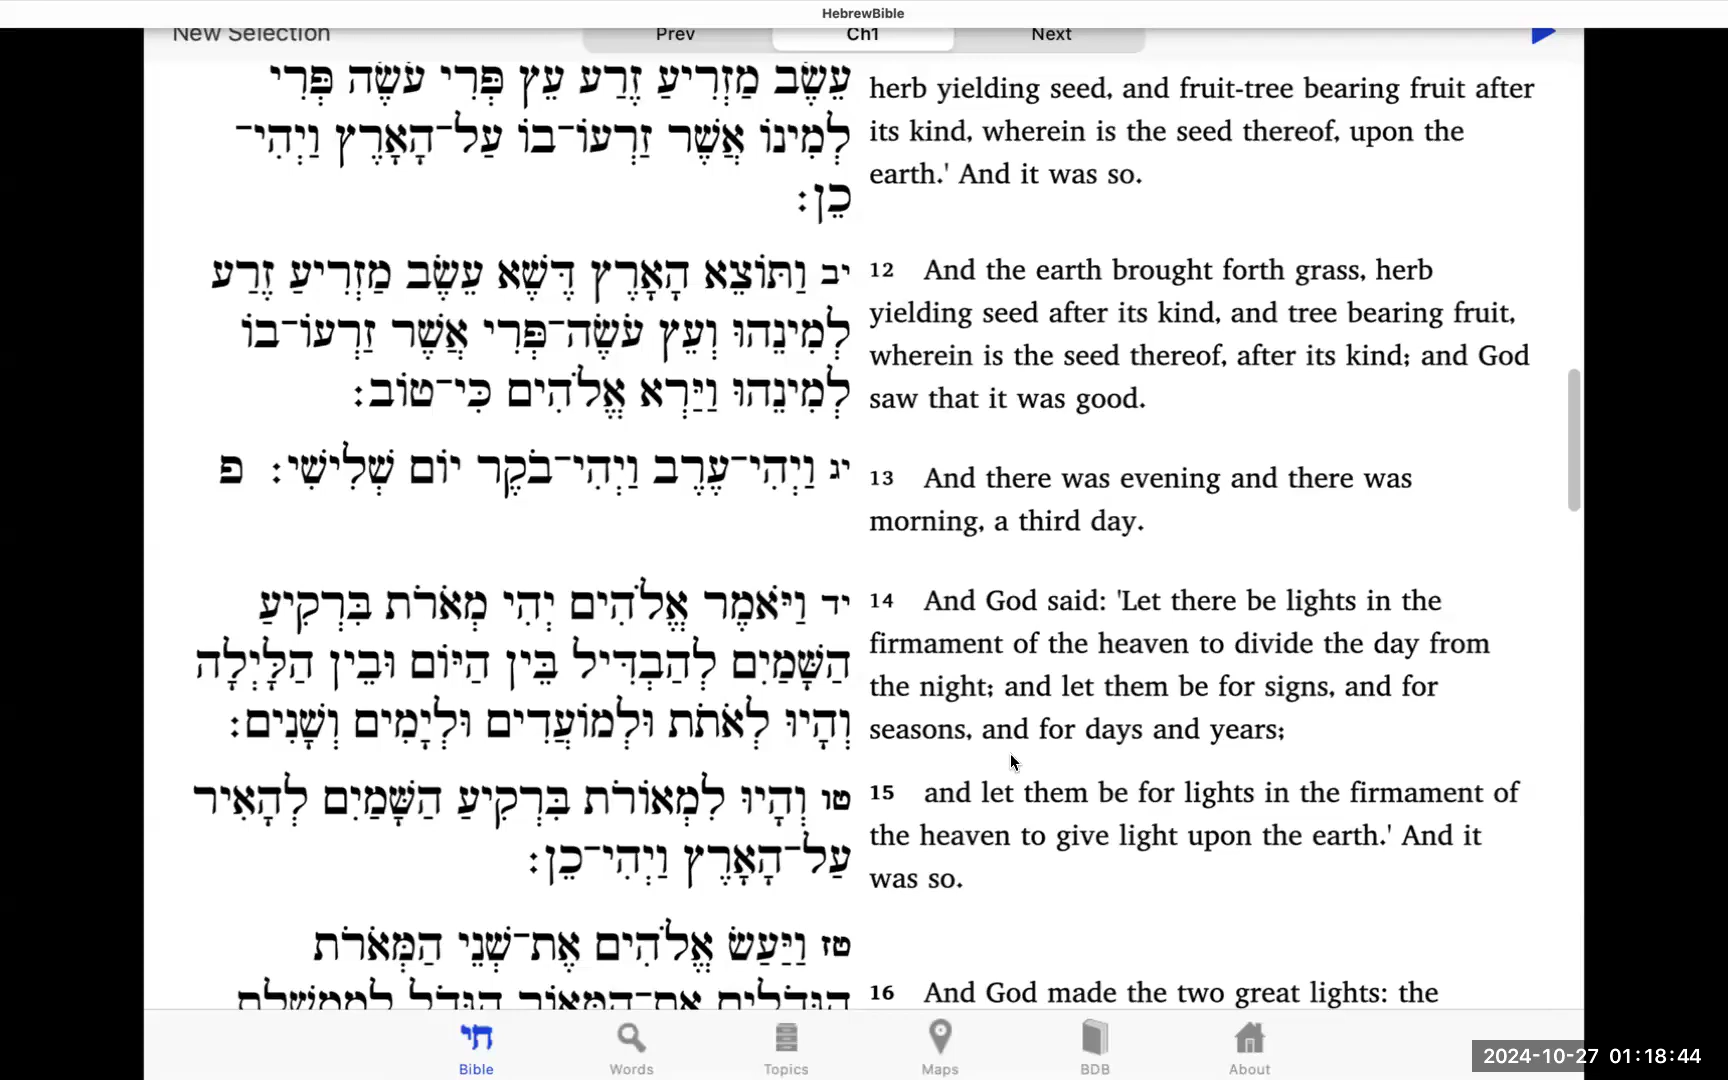 HebrewBible
New Selection
Prev
Ch1
Next
עֵשֶׂב מַזְרִיעַ זֶרַע עֵץ פְּרִי עֹשֶׂה פְּרִי
לְמִינוֹ אֲשֶׁר זַרְעוֹ־בוֹ עַל־הָאָרֶץ וַיְהִי־
כֵן׃
herb yielding seed, and fruit-tree bearing fruit after
its kind, wherein is the seed thereof, upon the
earth.' And it was so.
יב וַתּוֹצֵא הָאָרֶץ דֶּשֶׁא עֵשֶׂב מַזְרִיעַ זֶרַע
לְמִינֵהוּ וְעֵץ עֹשֶׂה־פְּרִי אֲשֶׁר זַרְעוֹ־בוֹ
לְמִינֵהוּ וַיַּרְא אֱלֹהִים כִּי־טוֹב׃
12 And the earth brought forth grass, herb
yielding seed after its kind, and tree bearing fruit,
wherein is the seed thereof, after its kind; and God
saw that it was good.
יג וַיְהִי־עֶרֶב וַיְהִי־בֹקֶר יוֹם שְׁלִישִׁי׃ פ
13 And there was evening and there was
morning, a third day.
יד וַיֹּאמֶר אֱלֹהִים יְהִי מְאֹרֹת בִּרְקִיעַ
הַשָּׁמַיִם לְהַבְדִּיל בֵּין הַיּוֹם וּבֵין הַלָּיְלָה
וְהָיוּ לְאֹתֹת וּלְמוֹעֲדִים וּלְיָמִים וְשָׁנִים׃
14 And God said: 'Let there be lights in the
firmament of the heaven to divide the day from
the night; and let them be for signs, and for
seasons, and for days and years;
טו וְהָיוּ לִמְאוֹרֹת בִּרְקִיעַ הַשָּׁמַיִם לְהָאִיר
עַל־הָאָרֶץ וַיְהִי־כֵן׃
15 and let them be for lights in the firmament of
the heaven to give light upon the earth.' And it
was so.
טז וַיַּעַשׂ אֱלֹהִים אֶת־שְׁנֵי הַמְּאֹרֹת
הַגְּדֹלִים אֶת־הַמָּאוֹר הַגָּדֹל לְמֶמְשֶׁלֶת
16 And God made the two great lights: the
חי
Bible
Words
Topics
Maps
BDB
About
2024-10-27 01:18:44